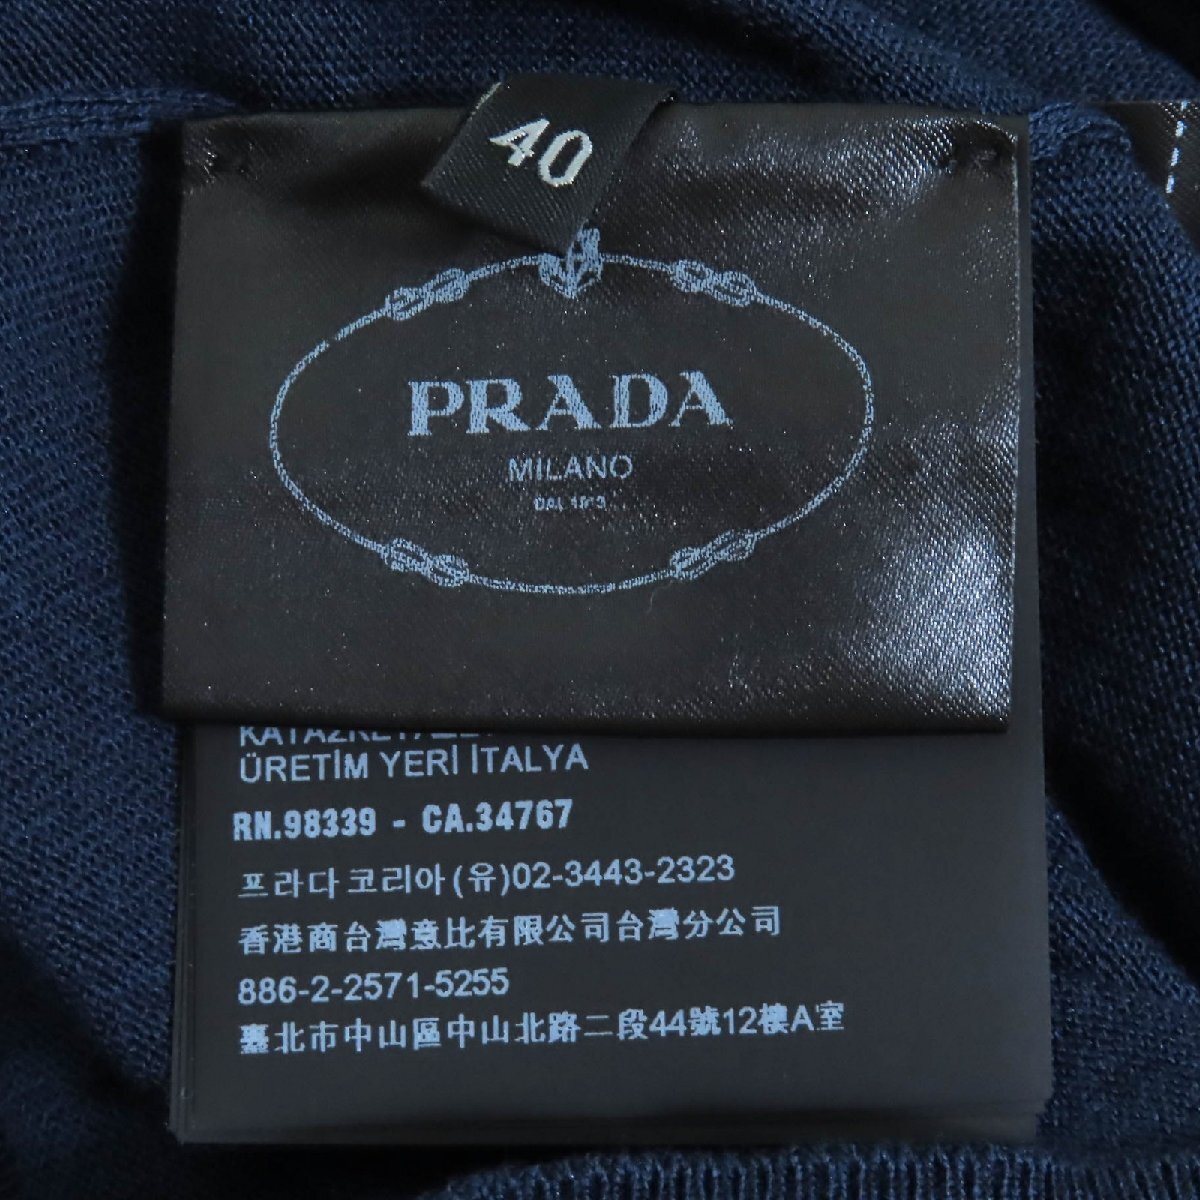 40
PRADA
MILANO
DAL 1913
ÜRETİM YERİ İTALYA
RN.98339 - CA.34767
프라다코리아(유)02-3443-2323
香港商台灣意比有限公司台灣分公司
886-2-2571-5255
臺北市中山區中山北路二段44號12樓A室